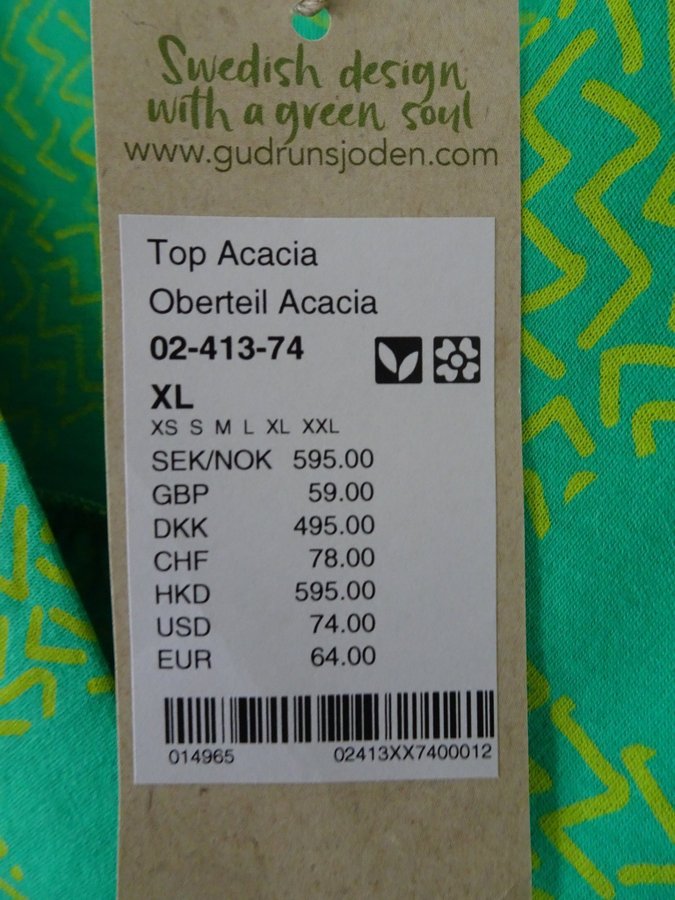 Swedish design
with a green soul
www.gudrunsjoden.com
Top Acacia
Oberteil Acacia
02-413-74
XL
XS S M L XL XXL
SEK/NOK 595.00
GBP 59.00
DKK 495.00
CHF 78.00
HKD 595.00
USD 74.00
EUR 64.00
014965 02413XX7400012